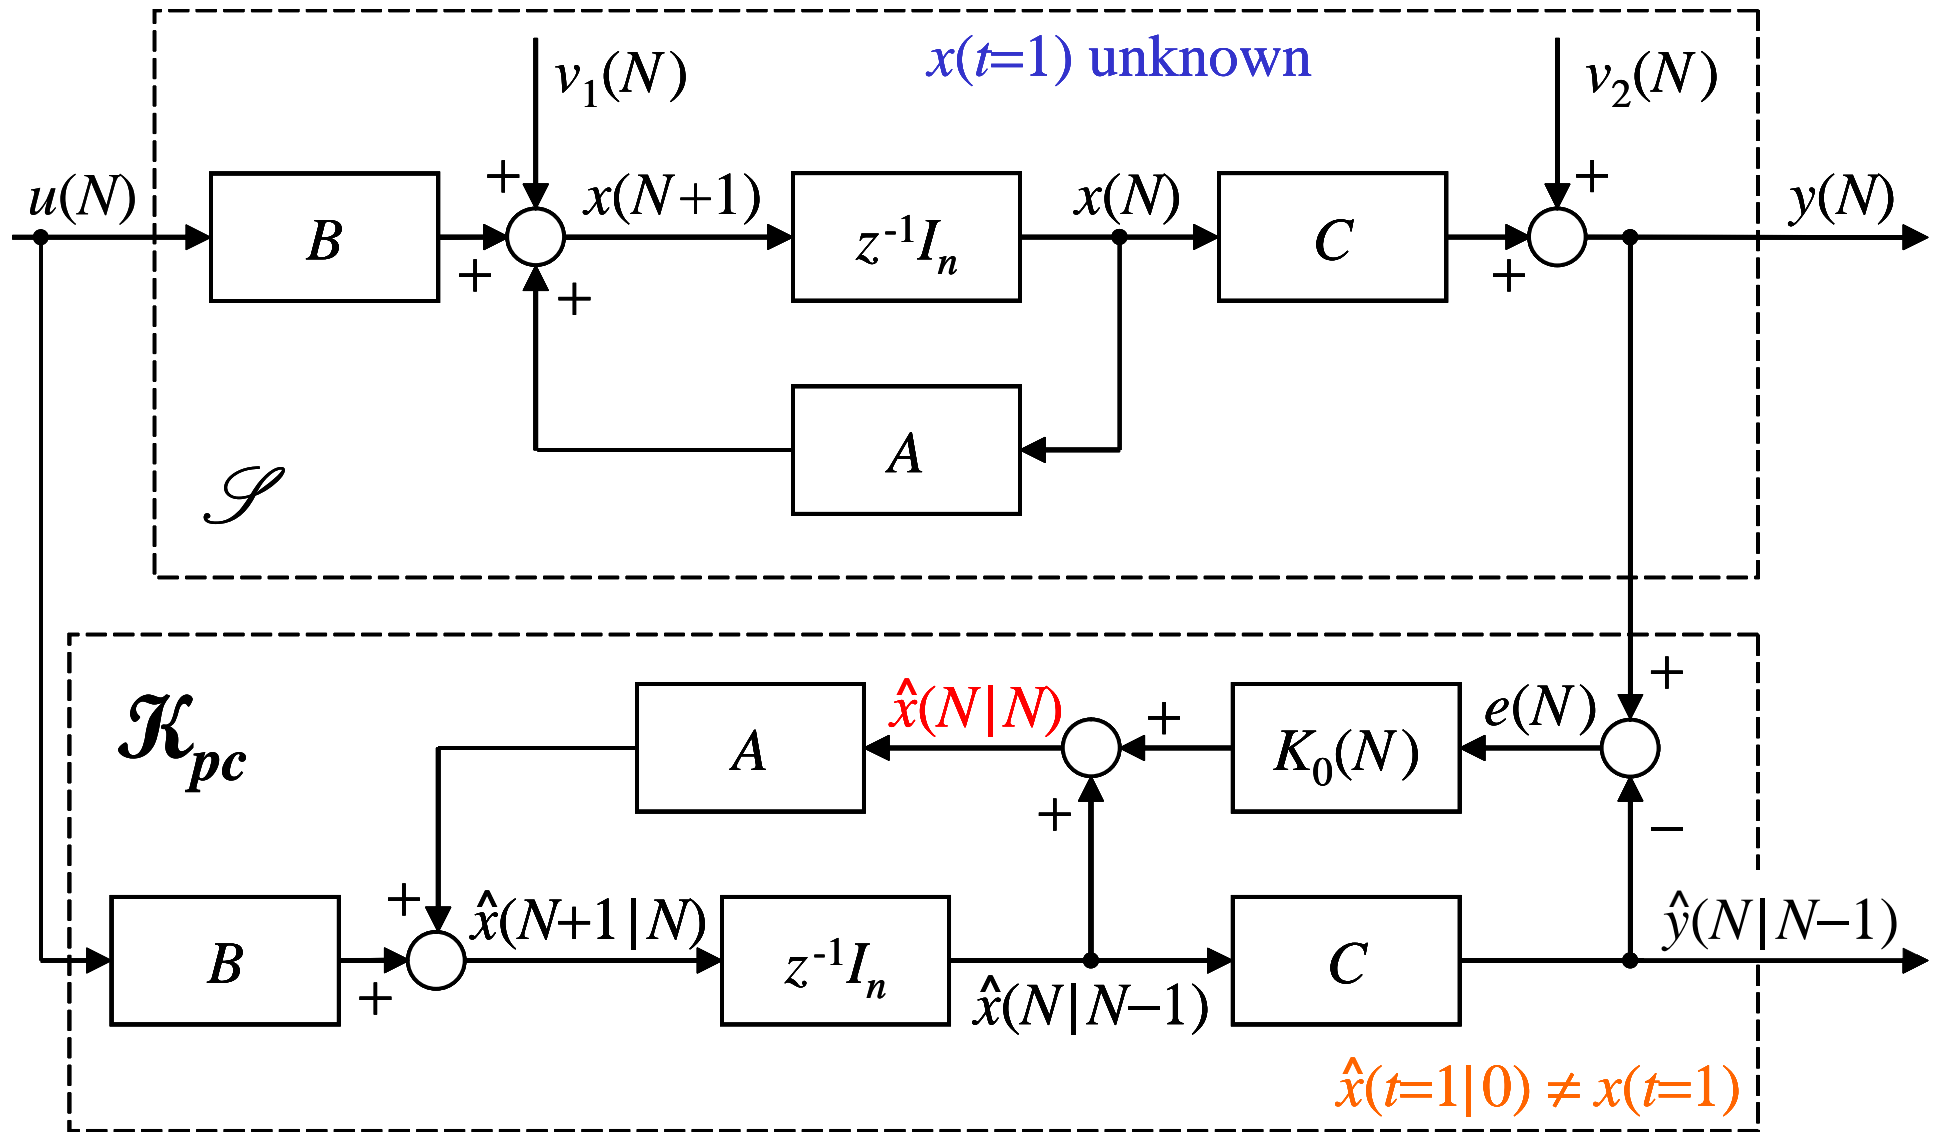 x(t=1) unknown
v₁(N)
v₂(N)
u(N)
B
+
+
+
x(N+1)
z⁻¹Iₙ
x(N)
C
+
+
y(N)
A
𝒮
𝒦pc
A
x̂(N|N)
+
+
K₀(N)
e(N)
+
−
B
+
+
x̂(N+1|N)
z⁻¹Iₙ
x̂(N|N−1)
C
ŷ(N|N−1)
x̂(t=1|0) ≠ x(t=1)